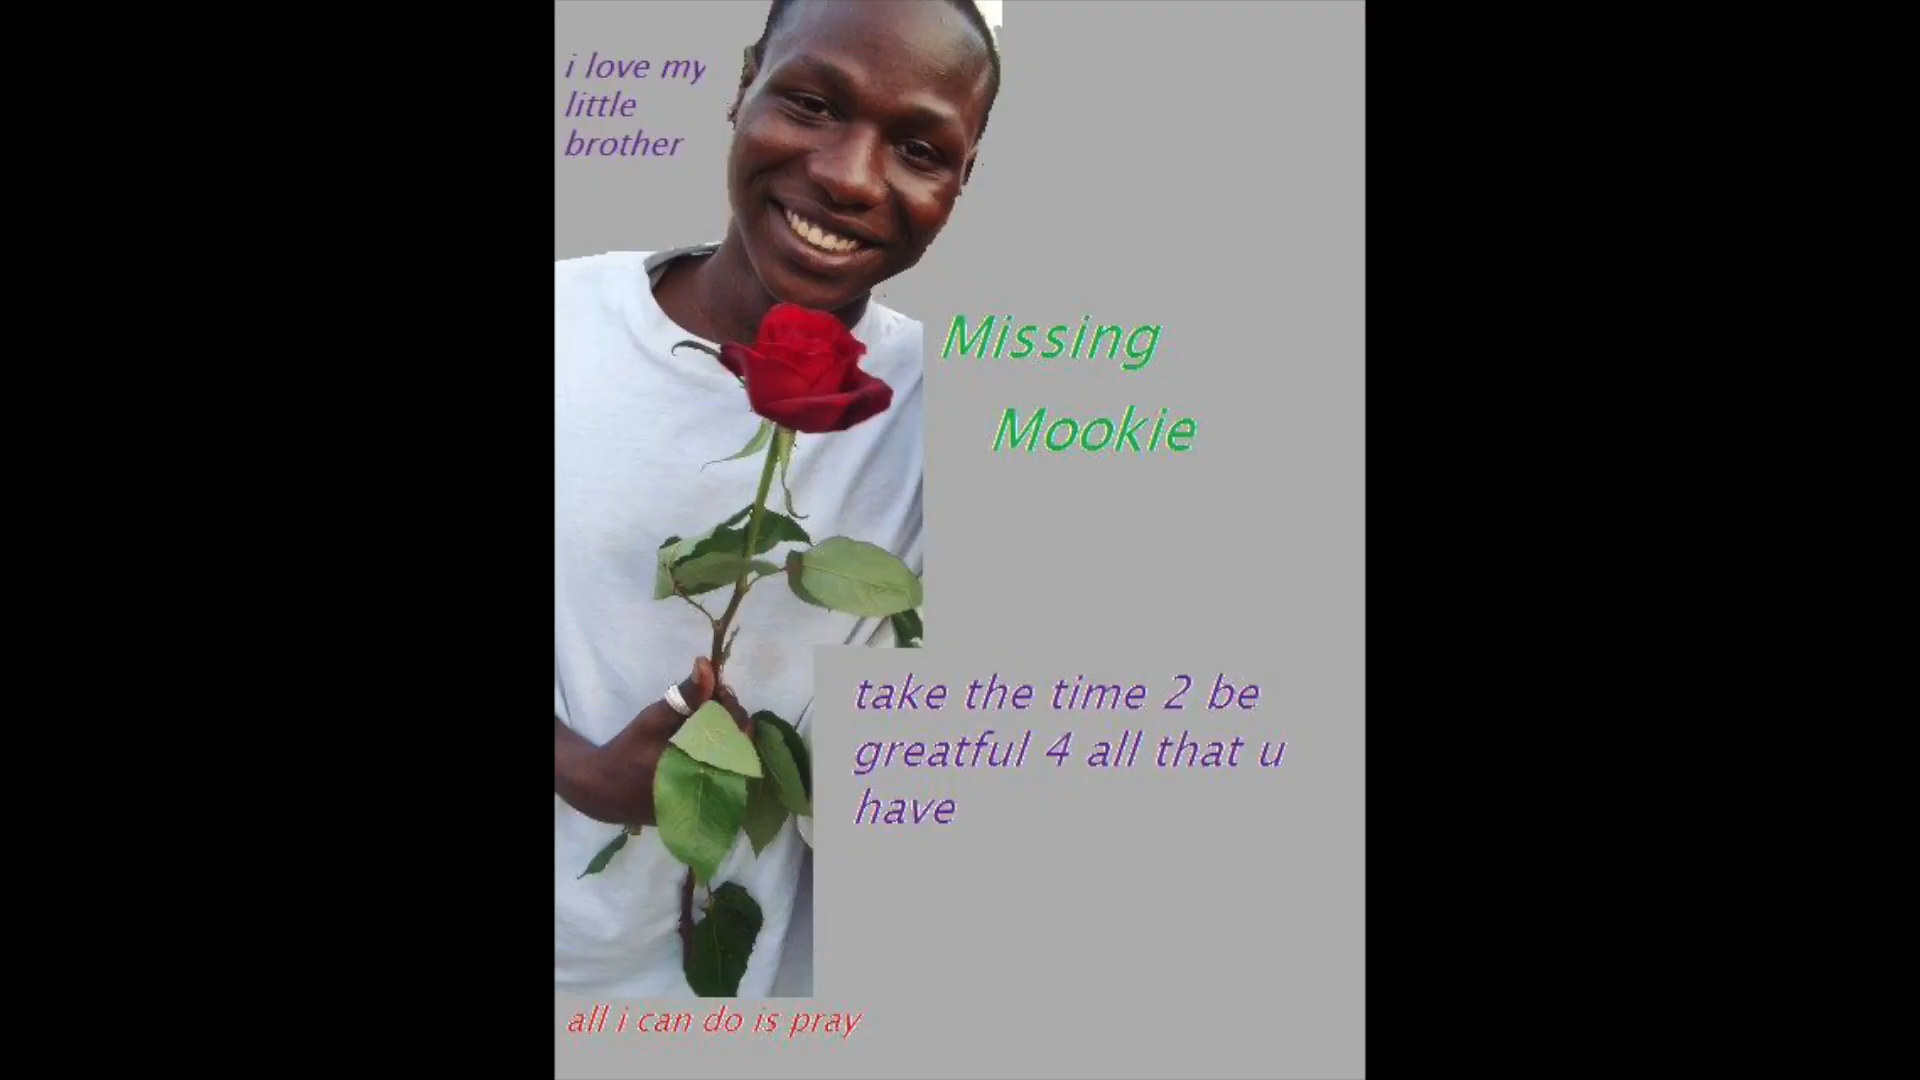 i love my
little
brother
Missing
Mookie
take the time 2 be
greatful 4 all that u
have
all i can do is pray